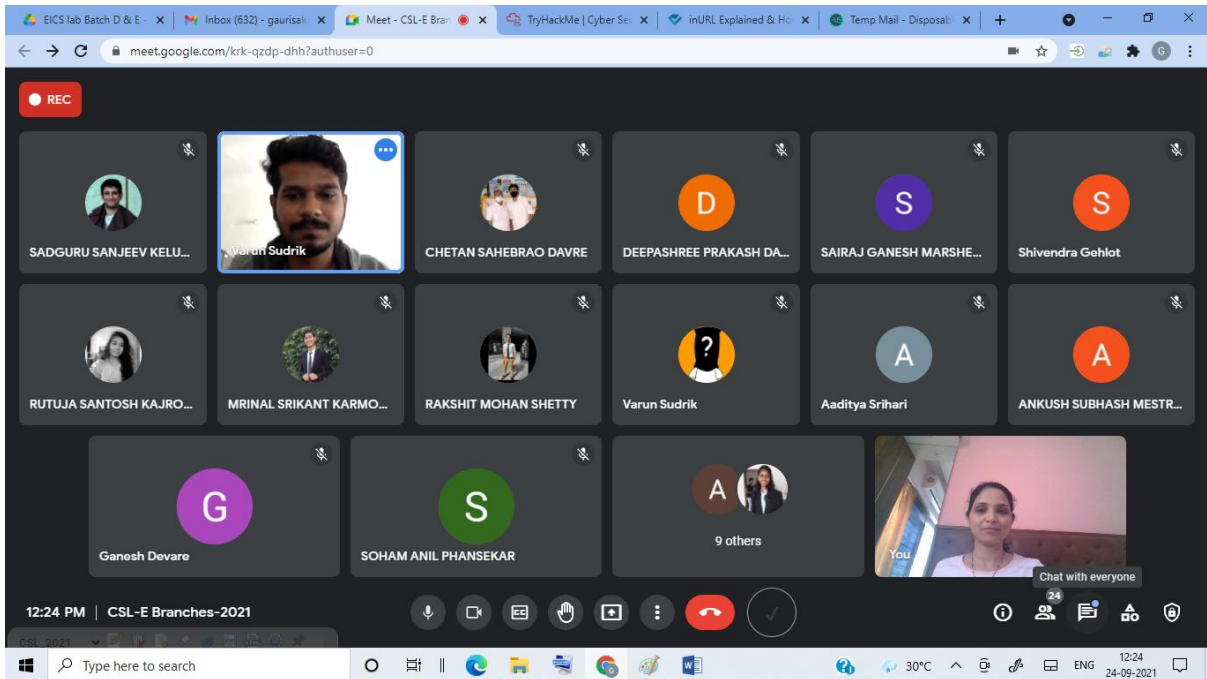 EICS lab Batch D & E -
Inbox (632) - gaurisalu
Meet - CSL-E Bran
TryHackMe | Cyber Sec
inURL Explained & Ho
Temp Mail - Disposabl
meet.google.com/krk-qzdp-dhh?authuser=0
G
REC
SADGURU SANJEEV KELU...
Varun Sudrik
CHETAN SAHEBRAO DAVRE
D
DEEPASHREE PRAKASH DA...
S
SAIRAJ GANESH MARSHE...
S
Shivendra Gehlot
RUTUJA SANTOSH KAJRO...
MRINAL SRIKANT KARMO...
RAKSHIT MOHAN SHETTY
?
Varun Sudrik
A
Aaditya Srihari
A
ANKUSH SUBHASH MESTR...
G
Ganesh Devare
S
SOHAM ANIL PHANSEKAR
A
9 others
You
Chat with everyone
12:24 PM | CSL-E Branches-2021
CC
24
CSL_2021
Type here to search
30°C
ENG
12:24
24-09-2021